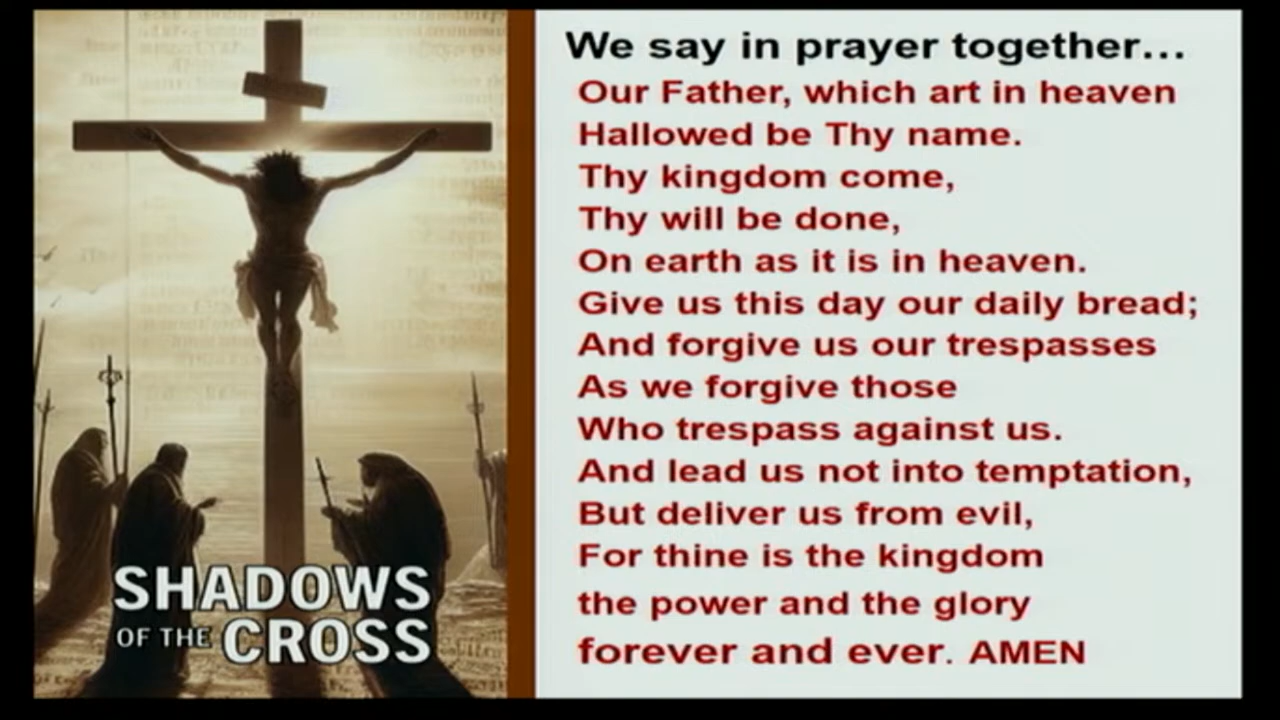 SHADOWS
OF THE CROSS
We say in prayer together...
Our Father, which art in heaven
Hallowed be Thy name.
Thy kingdom come,
Thy will be done,
On earth as it is in heaven.
Give us this day our daily bread;
And forgive us our trespasses
As we forgive those
Who trespass against us.
And lead us not into temptation,
But deliver us from evil,
For thine is the kingdom
the power and the glory
forever and ever. AMEN